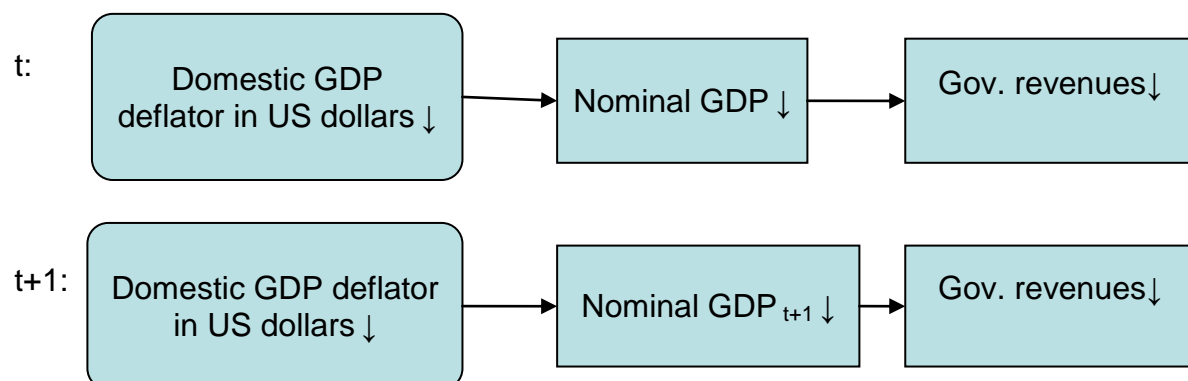 t:
Domestic GDP
deflator in US dollars ↓
Nominal GDP ↓
Gov. revenues↓
t+1:
Domestic GDP deflator
in US dollars ↓
Nominal GDP t+1 ↓
Gov. revenues↓